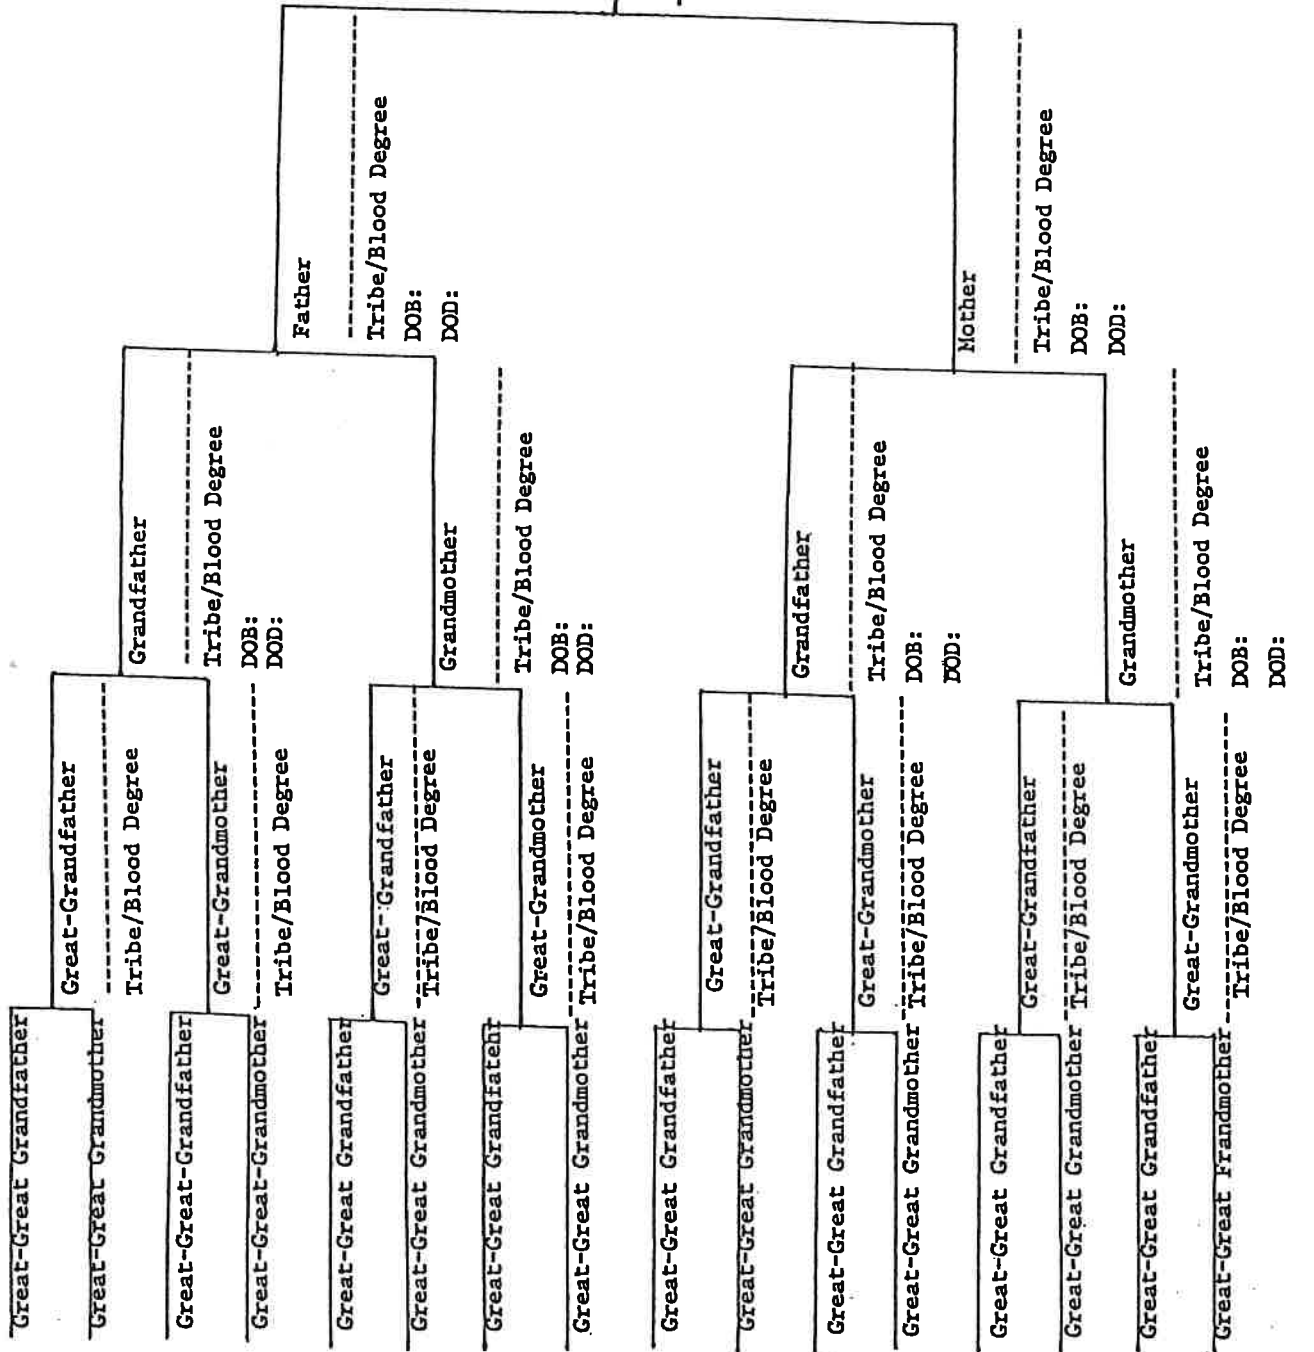 Great-Great Grandfather
Great-Great Grandmother
Great-Great-Grandfather
Great-Great-Grandmother
Great-Great Grandfather
Great-Great Grandmother
Great-Great Grandfatehr
Great-Great Grandmother
Great-Great Grandfather
Great-Great Grandmother
Great-Great Grandfather
Great-Great Grandmother
Great-Great Grandfather
Great-Great Grandmother
Great-Great Grandfather
Great-Great Frandmother
Great-Grandfather
Tribe/Blood Degree
Great-Grandmother
Tribe/Blood Degree
Great-Grandfather
Tribe/Blood Degree
Great-Grandmother
Tribe/Blood Degree
Great-Grandfather
Tribe/Blood Degree
Great-Grandmother
Tribe/Blood Degree
Great-Grandfather
Tribe/Blood Degree
Great-Grandmother
Tribe/Blood Degree
Grandfather
Tribe/Blood Degree
DOB:
DOD:
Grandmother
Tribe/Blood Degree
DOB:
DOD:
Grandfather
Tribe/Blood Degree
DOB:
DOD:
Grandmother
Tribe/Blood Degree
DOB:
DOD:
Father
Tribe/Blood Degree
DOB:
DOD:
Mother
Tribe/Blood Degree
DOB:
DOD: